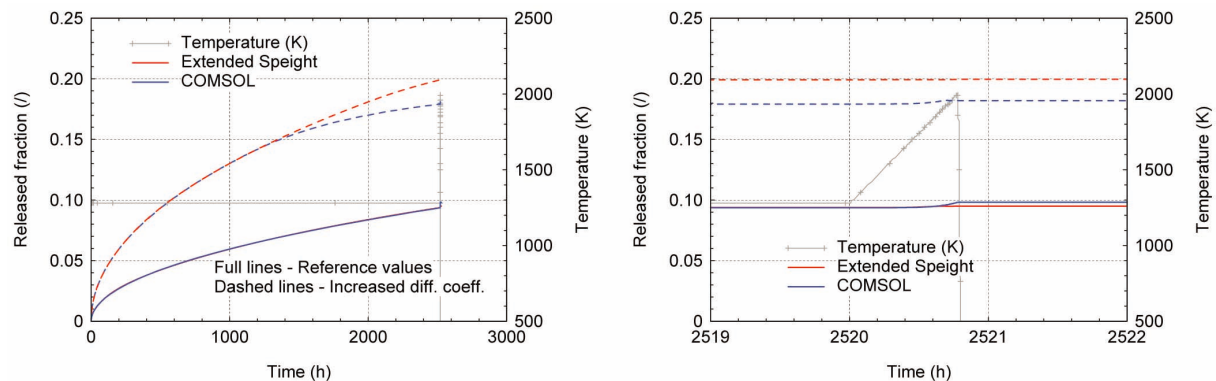 0.25
0.20
0.15
0.10
0.05
0
Released fraction (/)
Temperature (K)
Extended Speight
COMSOL
Full lines - Reference values
Dashed lines - Increased diff. coeff.
2500
2000
1500
1000
500
Temperature (K)
0 1000 2000 3000
Time (h)
0.25
0.20
0.15
0.10
0.05
0
Released fraction (/)
Temperature (K)
Extended Speight
COMSOL
2500
2000
1500
1000
500
Temperature (K)
2519 2520 2521 2522
Time (h)